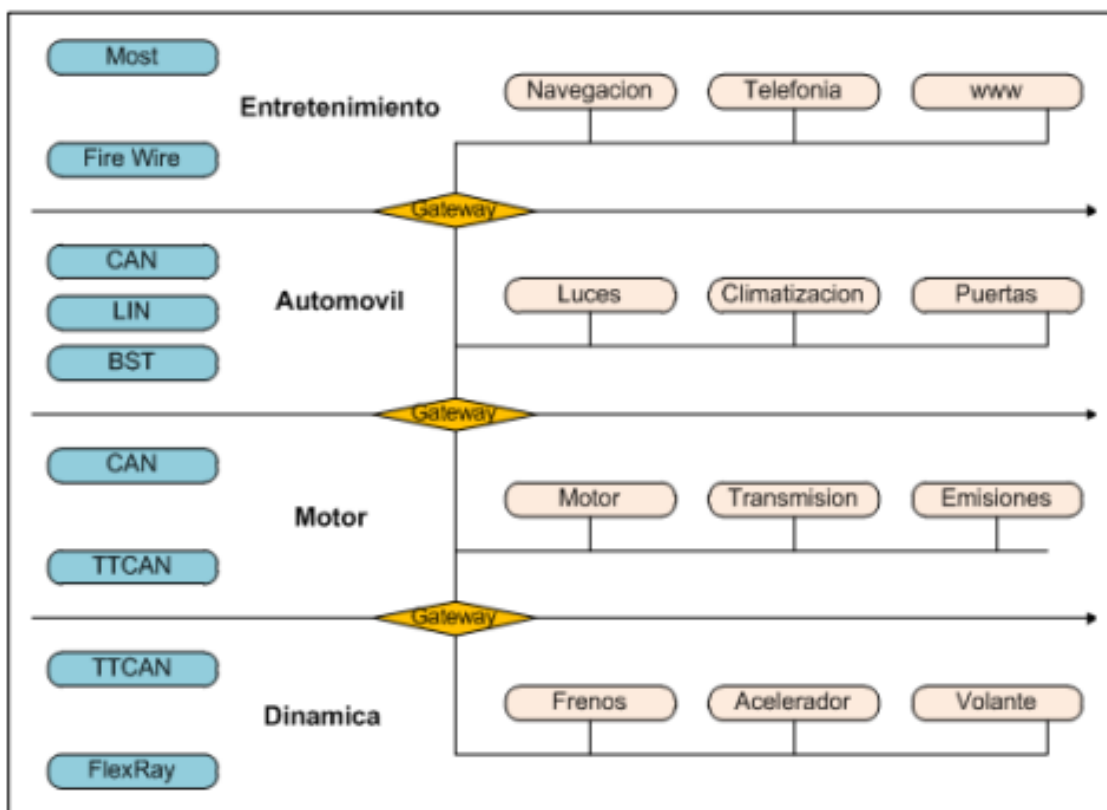 Most
Entretenimiento
Navegacion
Telefonia
www
Fire Wire
Gateway
CAN
LIN
BST
Automovil
Luces
Climatizacion
Puertas
Gateway
CAN
TTCAN
Motor
Motor
Transmision
Emisiones
Gateway
TTCAN
FlexRay
Dinamica
Frenos
Acelerador
Volante